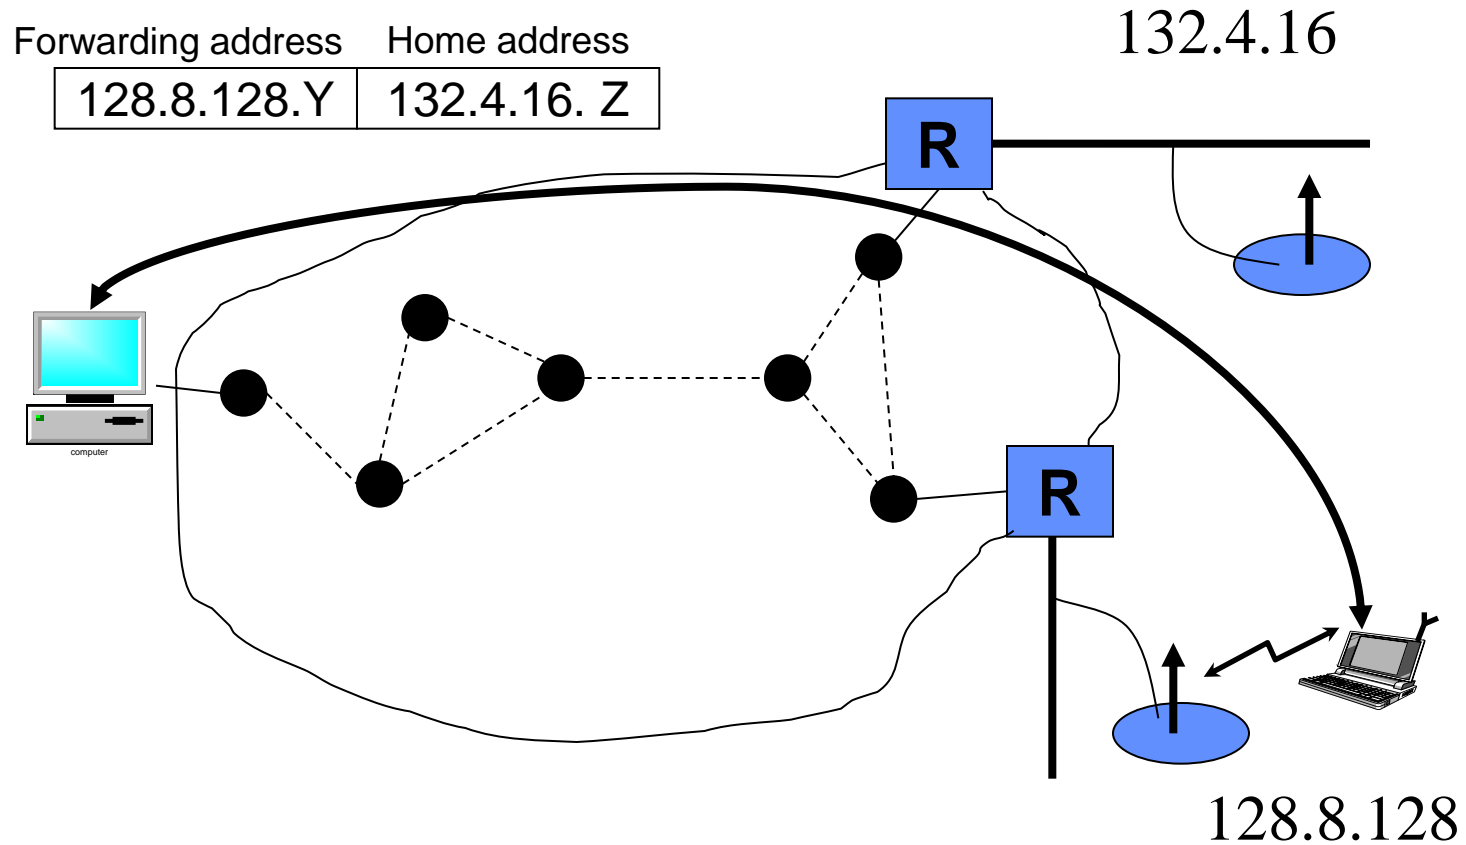 Forwarding address Home address
132.4.16
128.8.128.Y 132.4.16. Z
R
computer
R
128.8.128